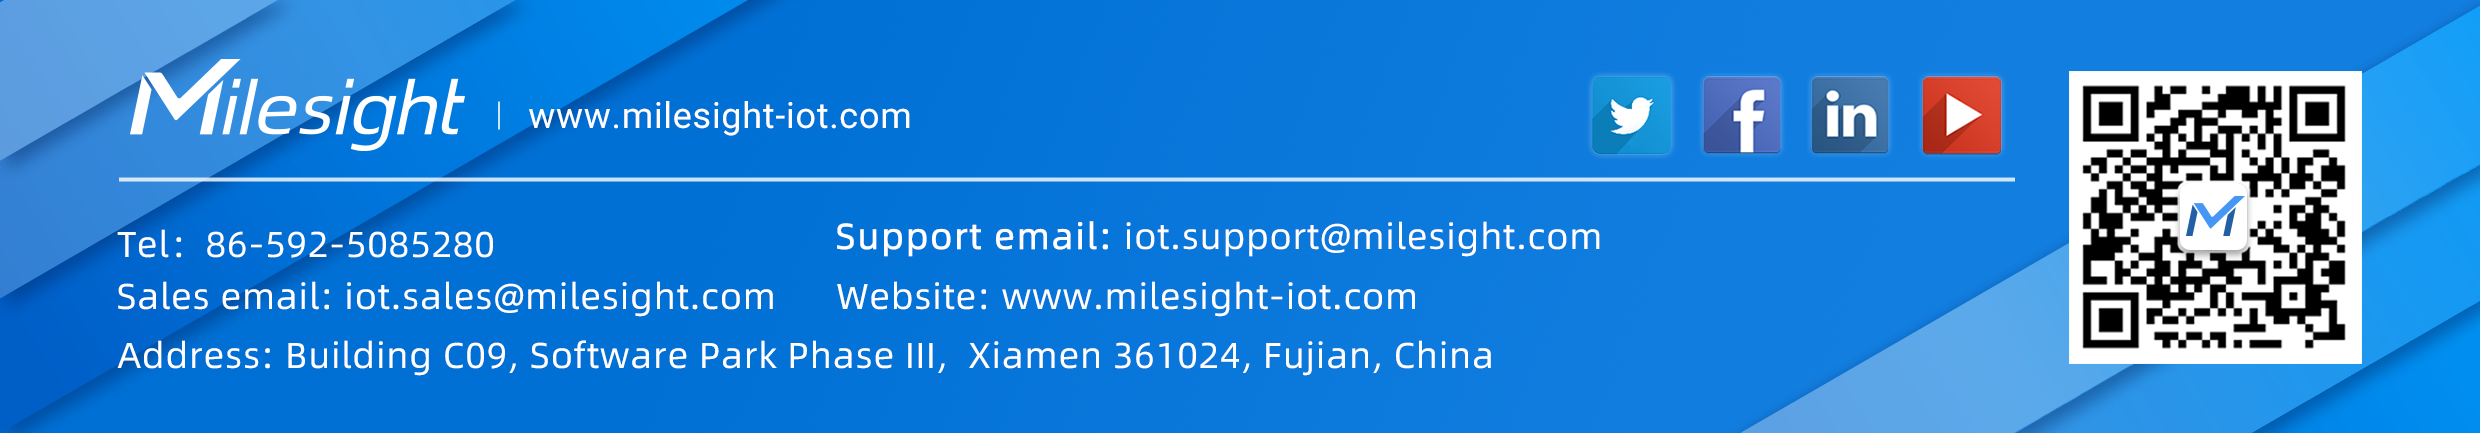 Milesight | www.milesight-iot.com
Tel: 86-592-5085280
Support email: iot.support@milesight.com
Sales email: iot.sales@milesight.com
Website: www.milesight-iot.com
Address: Building C09, Software Park Phase III, Xiamen 361024, Fujian, China